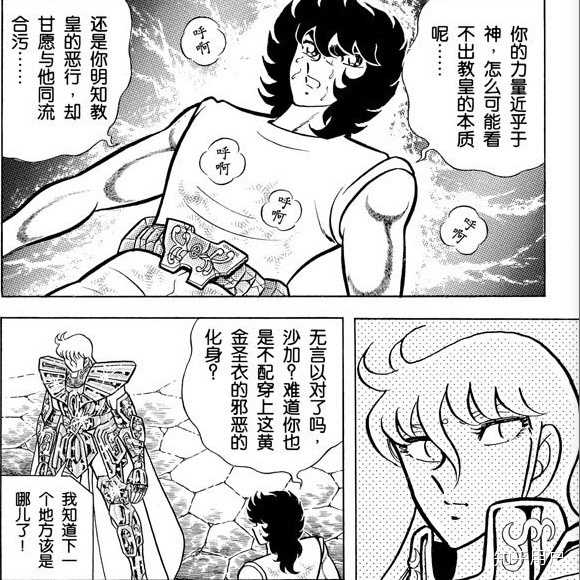 你的力量近乎于
神，怎么可能看
不出教皇的本质
呢……
呼
啊
呼
啊
呼
啊
呼
啊
还是你明知教
皇的恶行，却
甘愿与他同流
合污……
无言以对了吗，
沙加？难道你也
是不配穿上这黄
金圣衣的邪恶的
化身？
我知道下一
个地方该是
哪儿了！